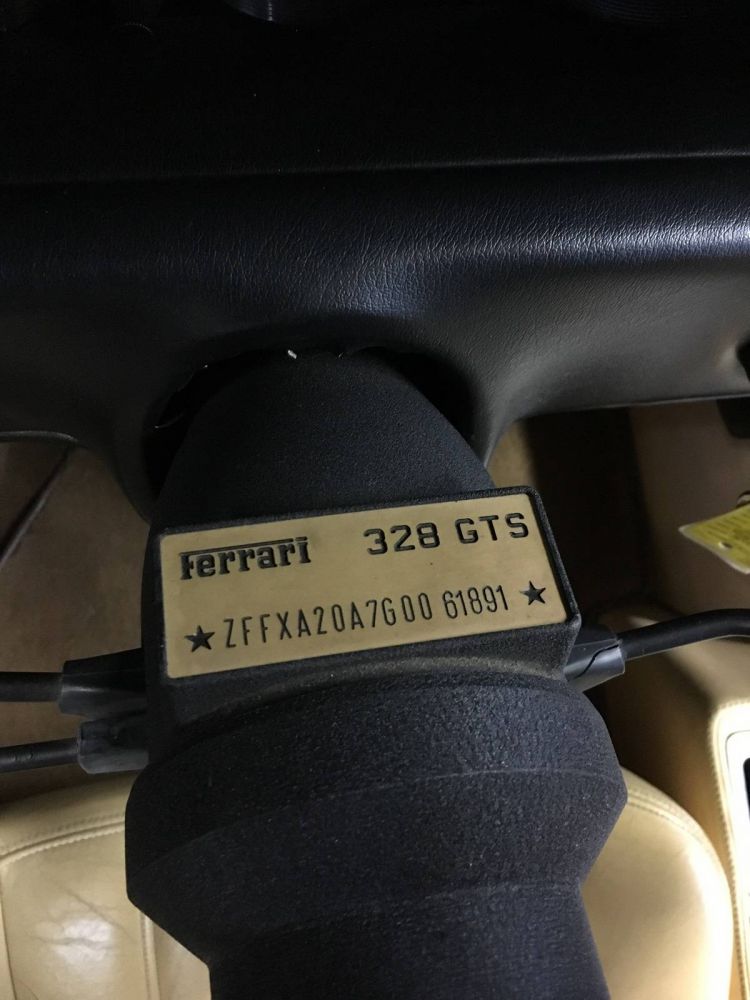 Ferrari 328 GTS
★ ZFFXA20A7G00 61891 ★